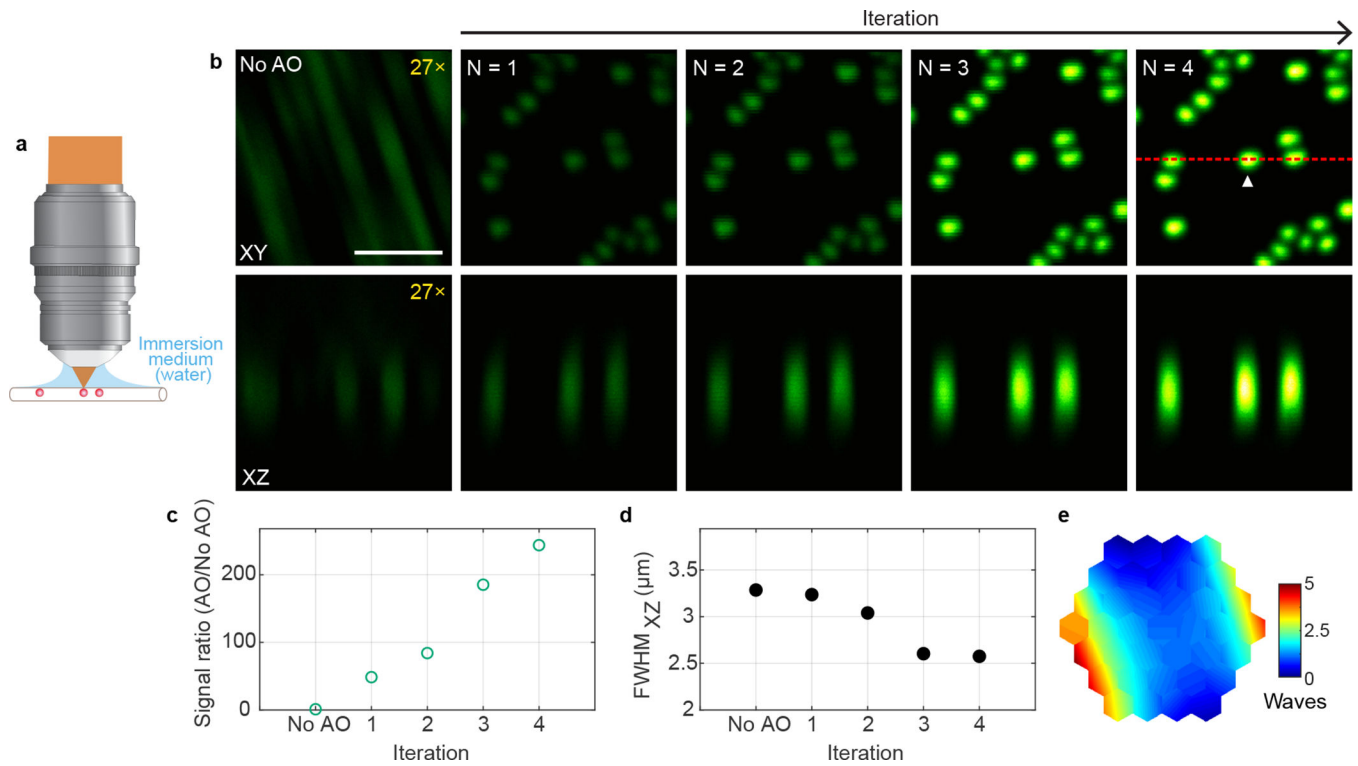 Iteration
b
No AO
27×
N = 1
N = 2
N = 3
N = 4
XY
a
Immersion
medium
(water)
27×
XZ
c
Signal ratio (AO/No AO)
200
100
0
No AO
1
2
3
4
Iteration
d
FWHM XZ (µm)
3.5
3
2.5
2
No AO
1
2
3
4
Iteration
e
5
2.5
0
Waves